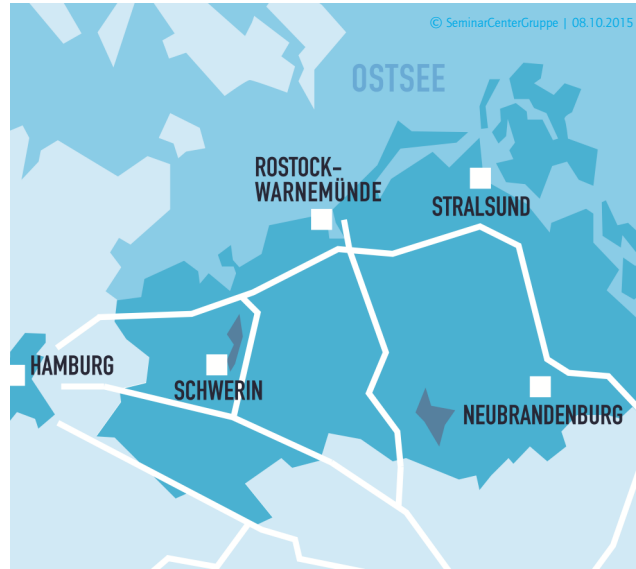 © SeminarCenterGruppe | 08.10.2015
OSTSEE
ROSTOCK-
WARNEMÜNDE
STRALSUND
HAMBURG
SCHWERIN
NEUBRANDENBURG